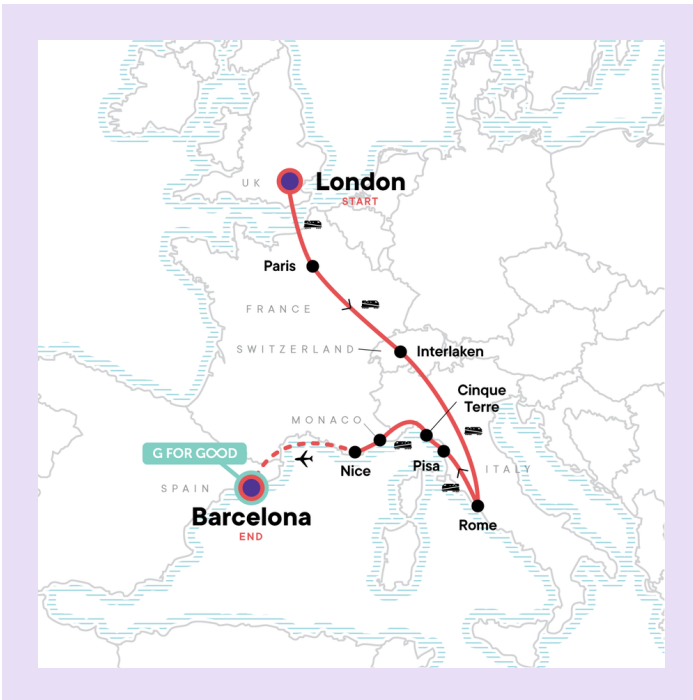 UK
London
START
Paris
FRANCE
SWITZERLAND
Interlaken
Cinque
Terre
MONACO
G FOR GOOD
Nice
Pisa
ITALY
SPAIN
Barcelona
END
Rome